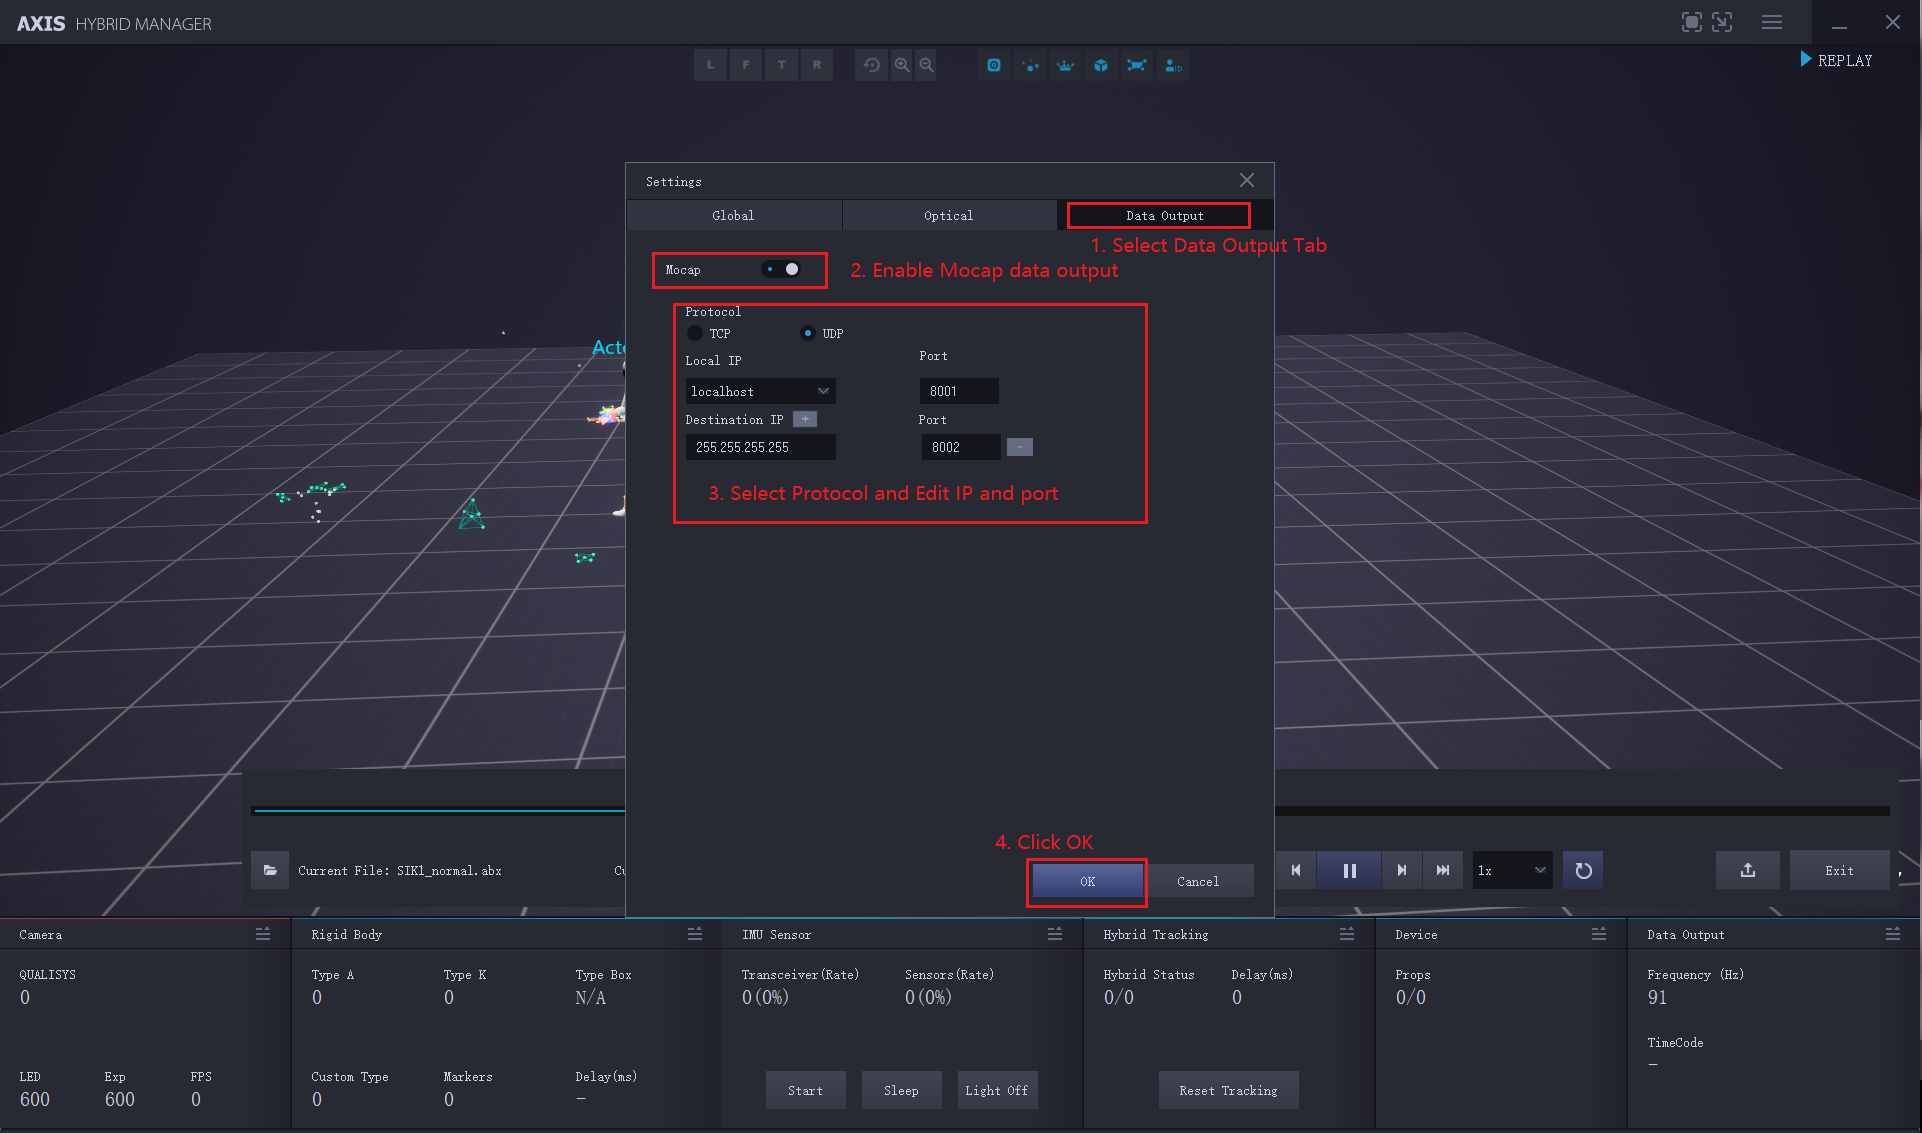 AXIS HYBRID MANAGER
L F T R
ID
REPLAY
Settings
Global Optical Data Output
1. Select Data Output Tab
Mocap
2. Enable Mocap data output
Protocol
TCP UDP
Local IP Port
localhost 8001
Destination IP + Port
255.255.255.255 8002 -
3. Select Protocol and Edit IP and port
Acto
4. Click OK
OK Cancel
Current File: SIK1_normal.abx
1x
Exit
Camera
QUALISYS
0
LED Exp FPS
600 600 0
Rigid Body
Type A Type K Type Box
0 0 N/A
Custom Type Markers Delay(ms)
0 0 –
IMU Sensor
Transceiver(Rate) Sensors(Rate)
0(0%) 0(0%)
Start Sleep Light Off
Hybrid Tracking
Hybrid Status Delay(ms)
0/0 0
Reset Tracking
Device
Props
0/0
Data Output
Frequency (Hz)
91
TimeCode
–